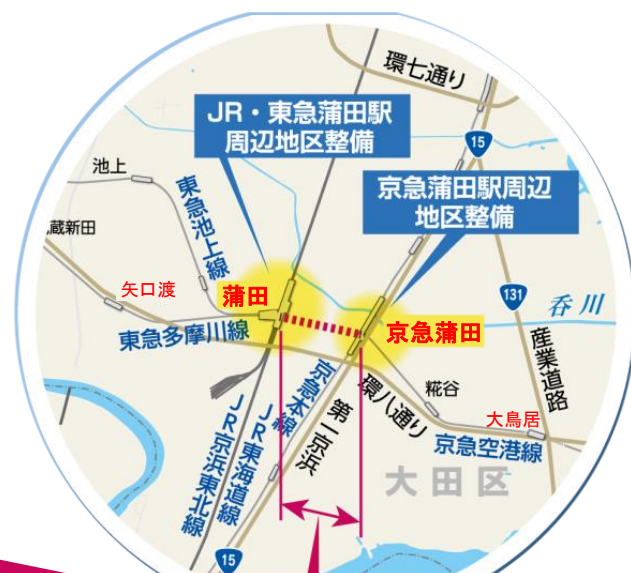 環七通り
JR・東急蒲田駅
周辺地区整備
15
池上
京急蒲田駅周辺
地区整備
東急池上線
蔵新田
矢口渡
蒲田
131
呑川
東急多摩川線
京急蒲田
産業道路
糀谷
京急本線
環八通り
第一京浜
大鳥居
JR東海道線
京急空港線
JR京浜東北線
大田区
15